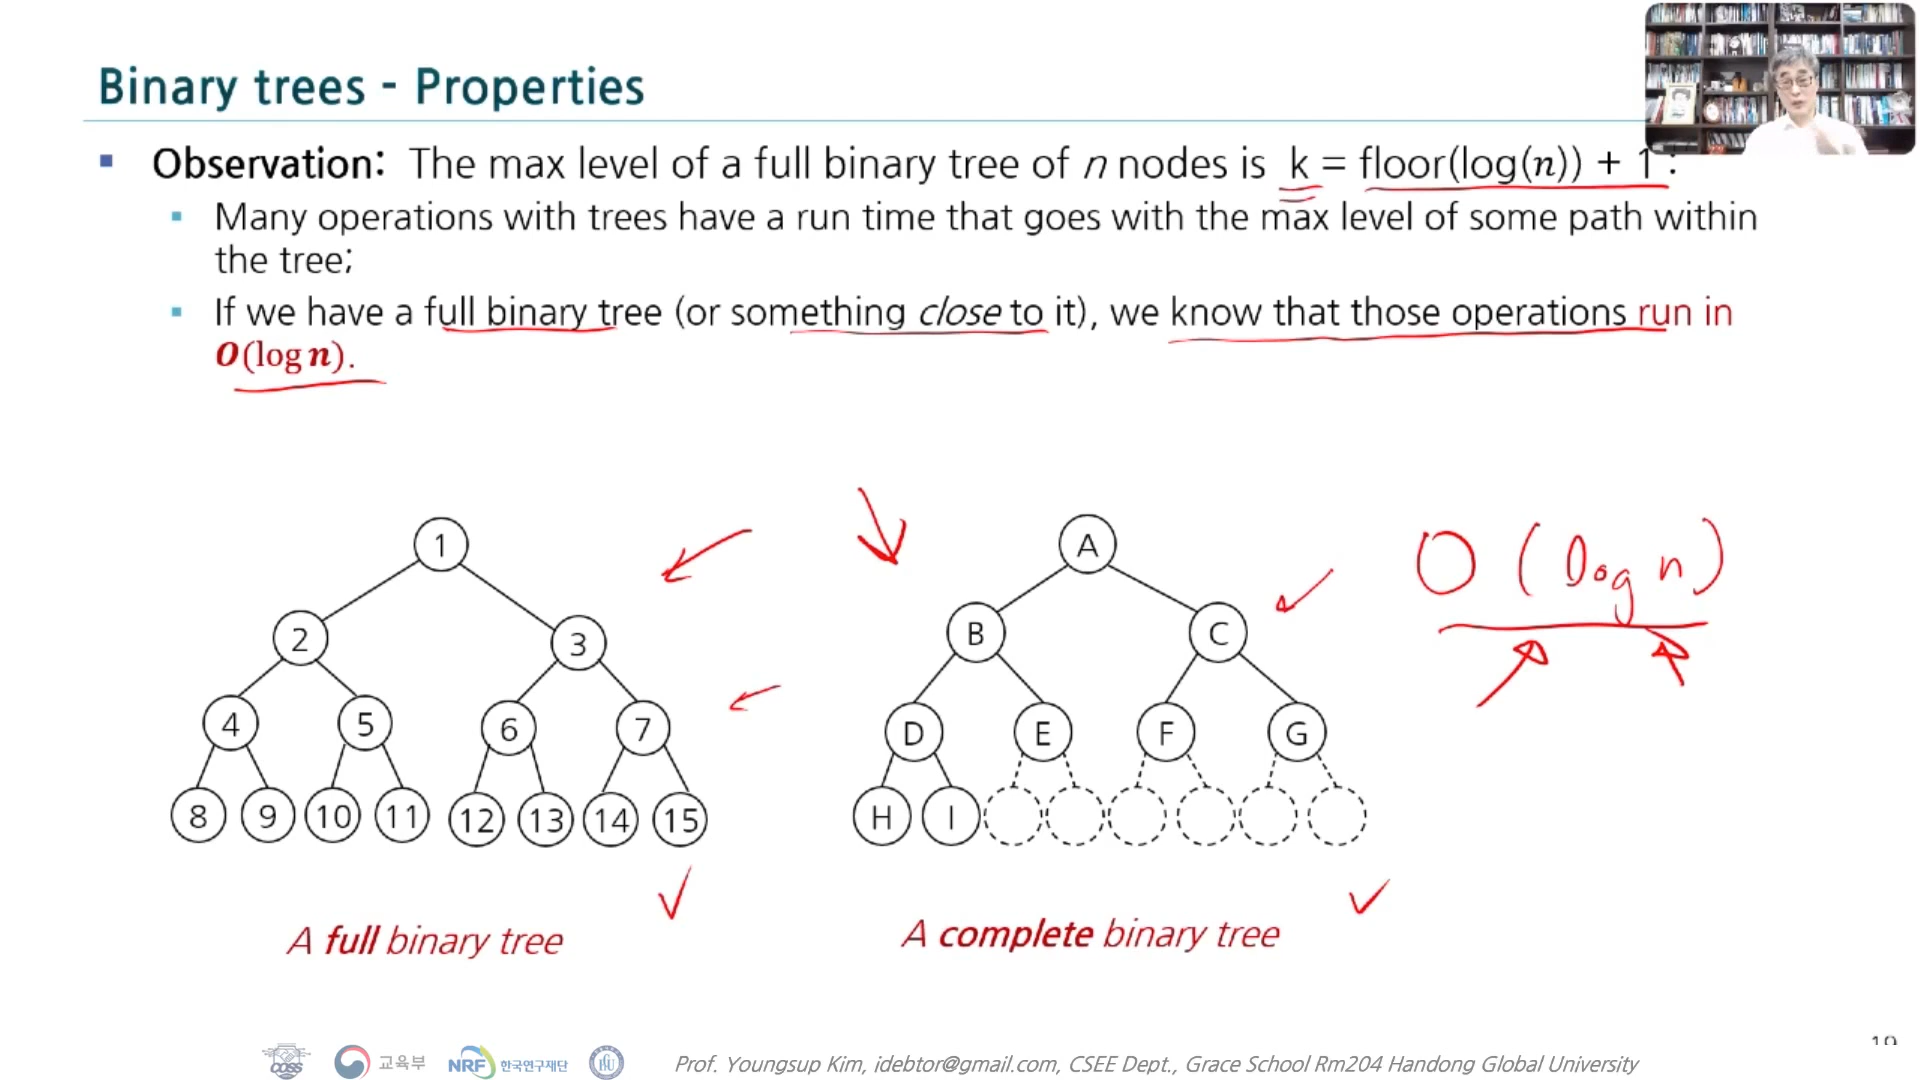 Binary trees - Properties
Observation: The max level of a full binary tree of n nodes is k = floor(log(n)) + 1 :
Many operations with trees have a run time that goes with the max level of some path within
the tree;
If we have a full binary tree (or something close to it), we know that those operations run in
O(log n).
1
2 3
4 5 6 7
8 9 10 11 12 13 14 15
A
B C
D E F G
H I
O (log n)
A full binary tree
A complete binary tree
COSS 교육부 NRF 한국연구재단
Prof. Youngsup Kim, idebtor@gmail.com, CSEE Dept., Grace School Rm204 Handong Global University
19